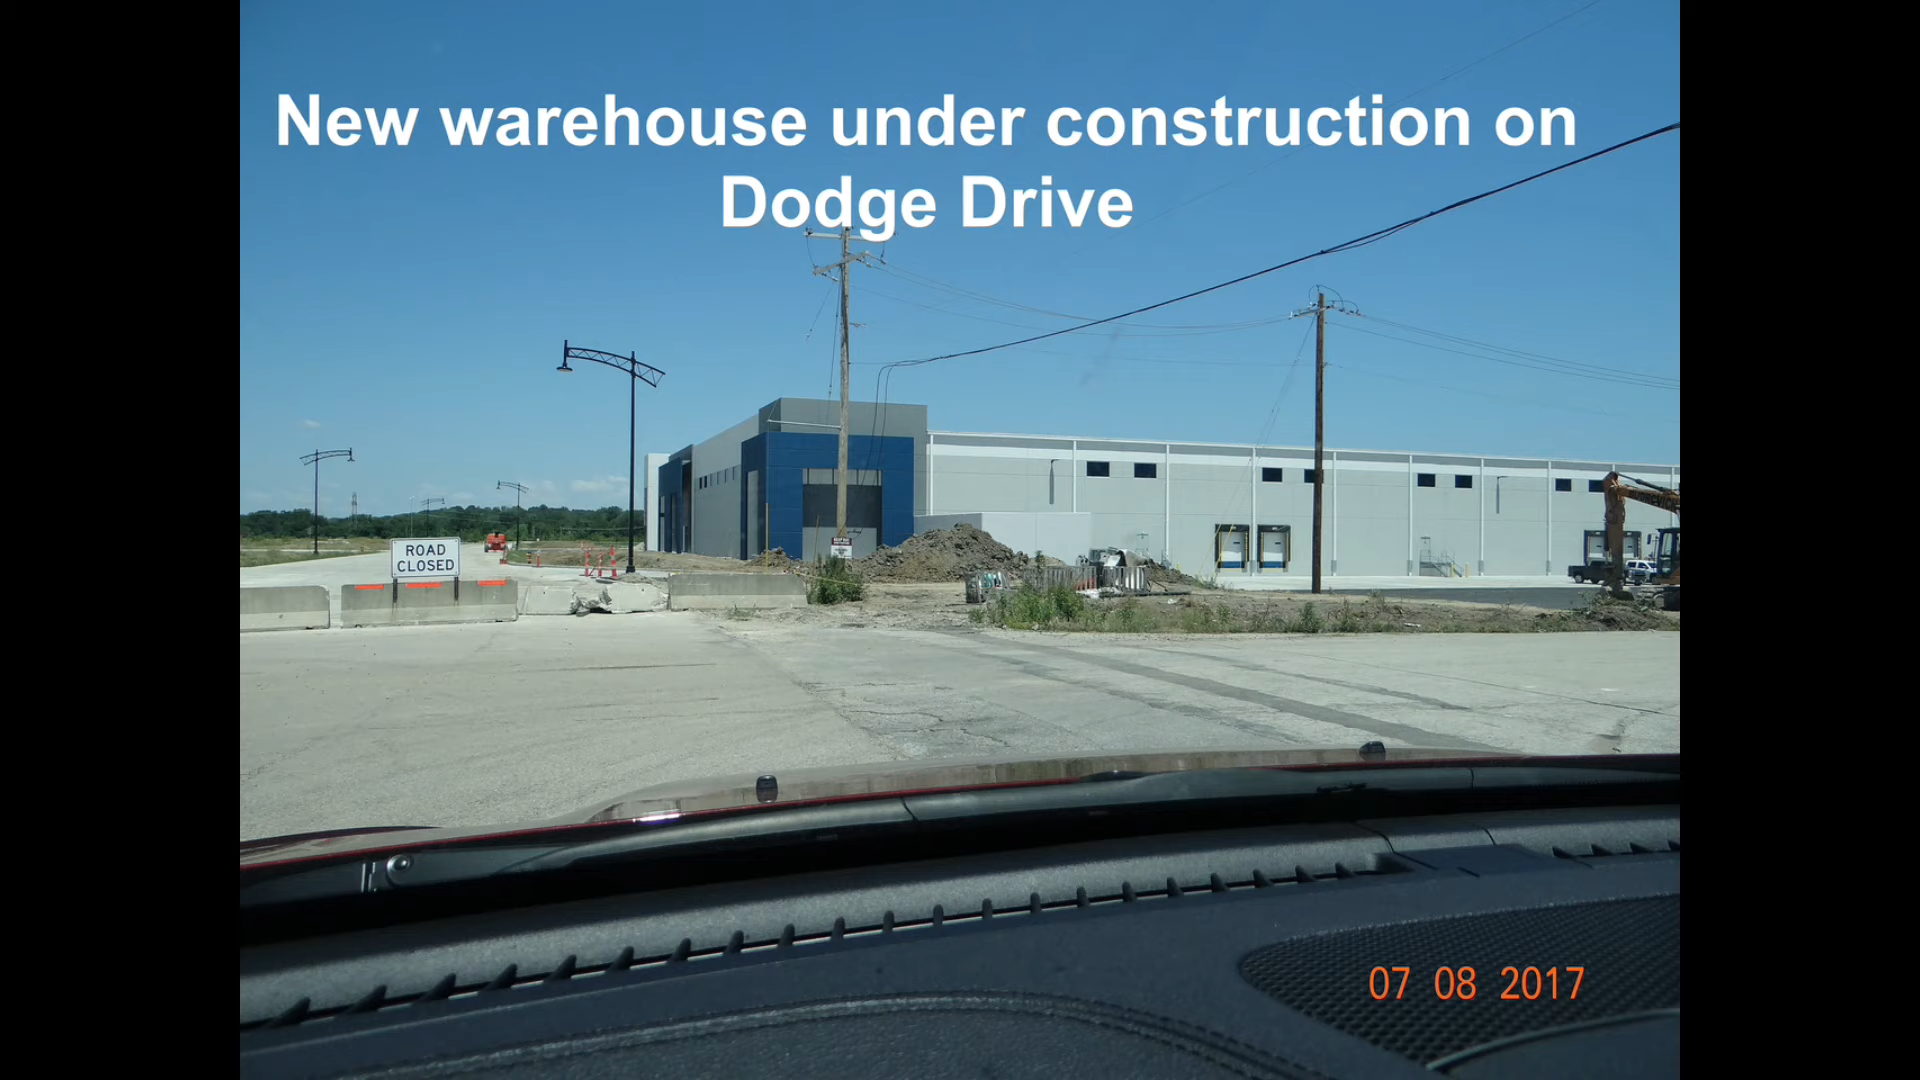 New warehouse under construction on
Dodge Drive
ROAD
CLOSED
07 08 2017